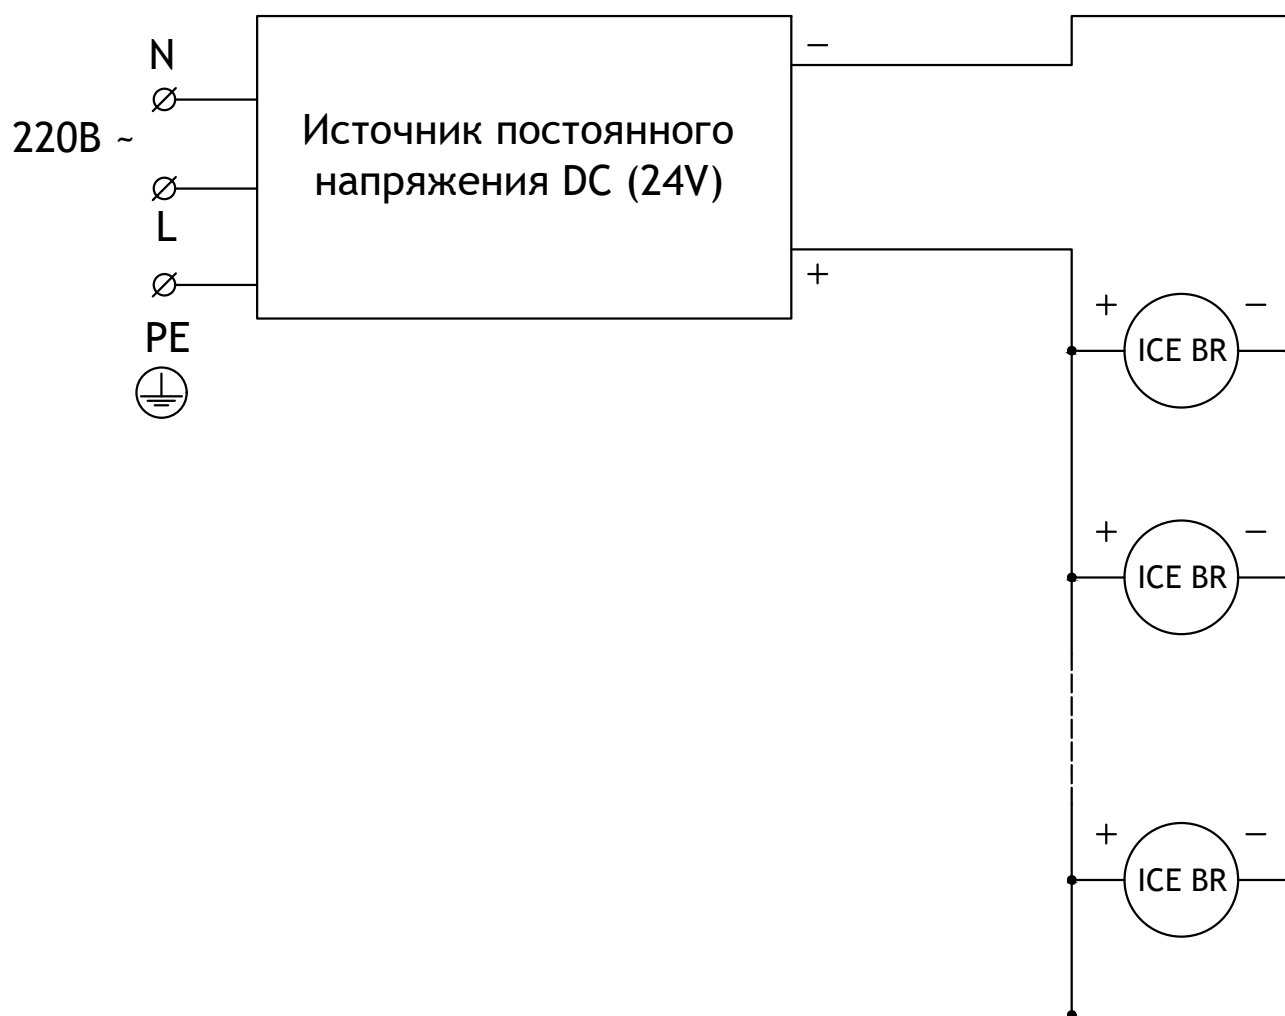 N
220В ~
L
PE
Источник постоянного
напряжения DC (24V)
−
+
+ ICE BR −
+ ICE BR −
+ ICE BR −